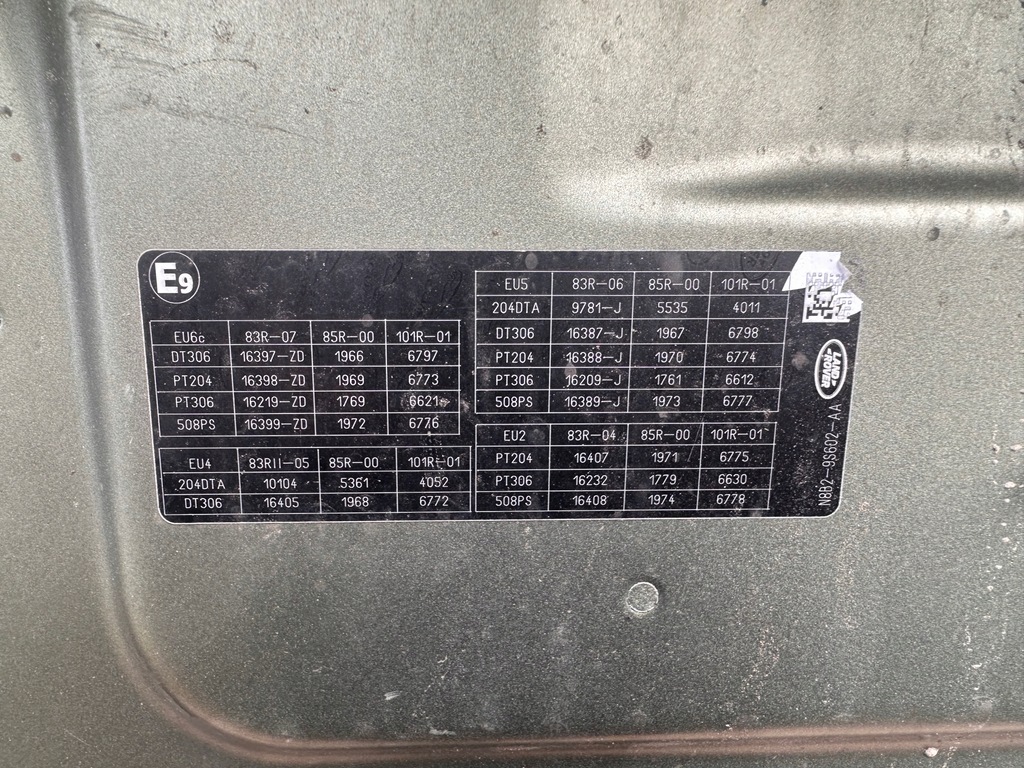 E9
EU6c 83R-07 85R-00 101R-01
DT306 16397-ZD 1966 6797
PT204 16398-ZD 1969 6773
PT306 16219-ZD 1769 6621
508PS 16399-ZD 1972 6776
EU4 83RII-05 85R-00 101R-01
204DTA 10104 5361 4052
DT306 16405 1968 6772
EU5 83R-06 85R-00 101R-01
204DTA 9781-J 5535 4011
DT306 16387-J 1967 6798
PT204 16388-J 1970 6774
PT306 16209-J 1761 6612
508PS 16389-J 1973 6777
EU2 83R-04 85R-00 101R-01
PT204 16407 1971 6775
PT306 16232 1779 6630
508PS 16408 1974 6778
LAND-
ROVER
N8B2-9S602-AA